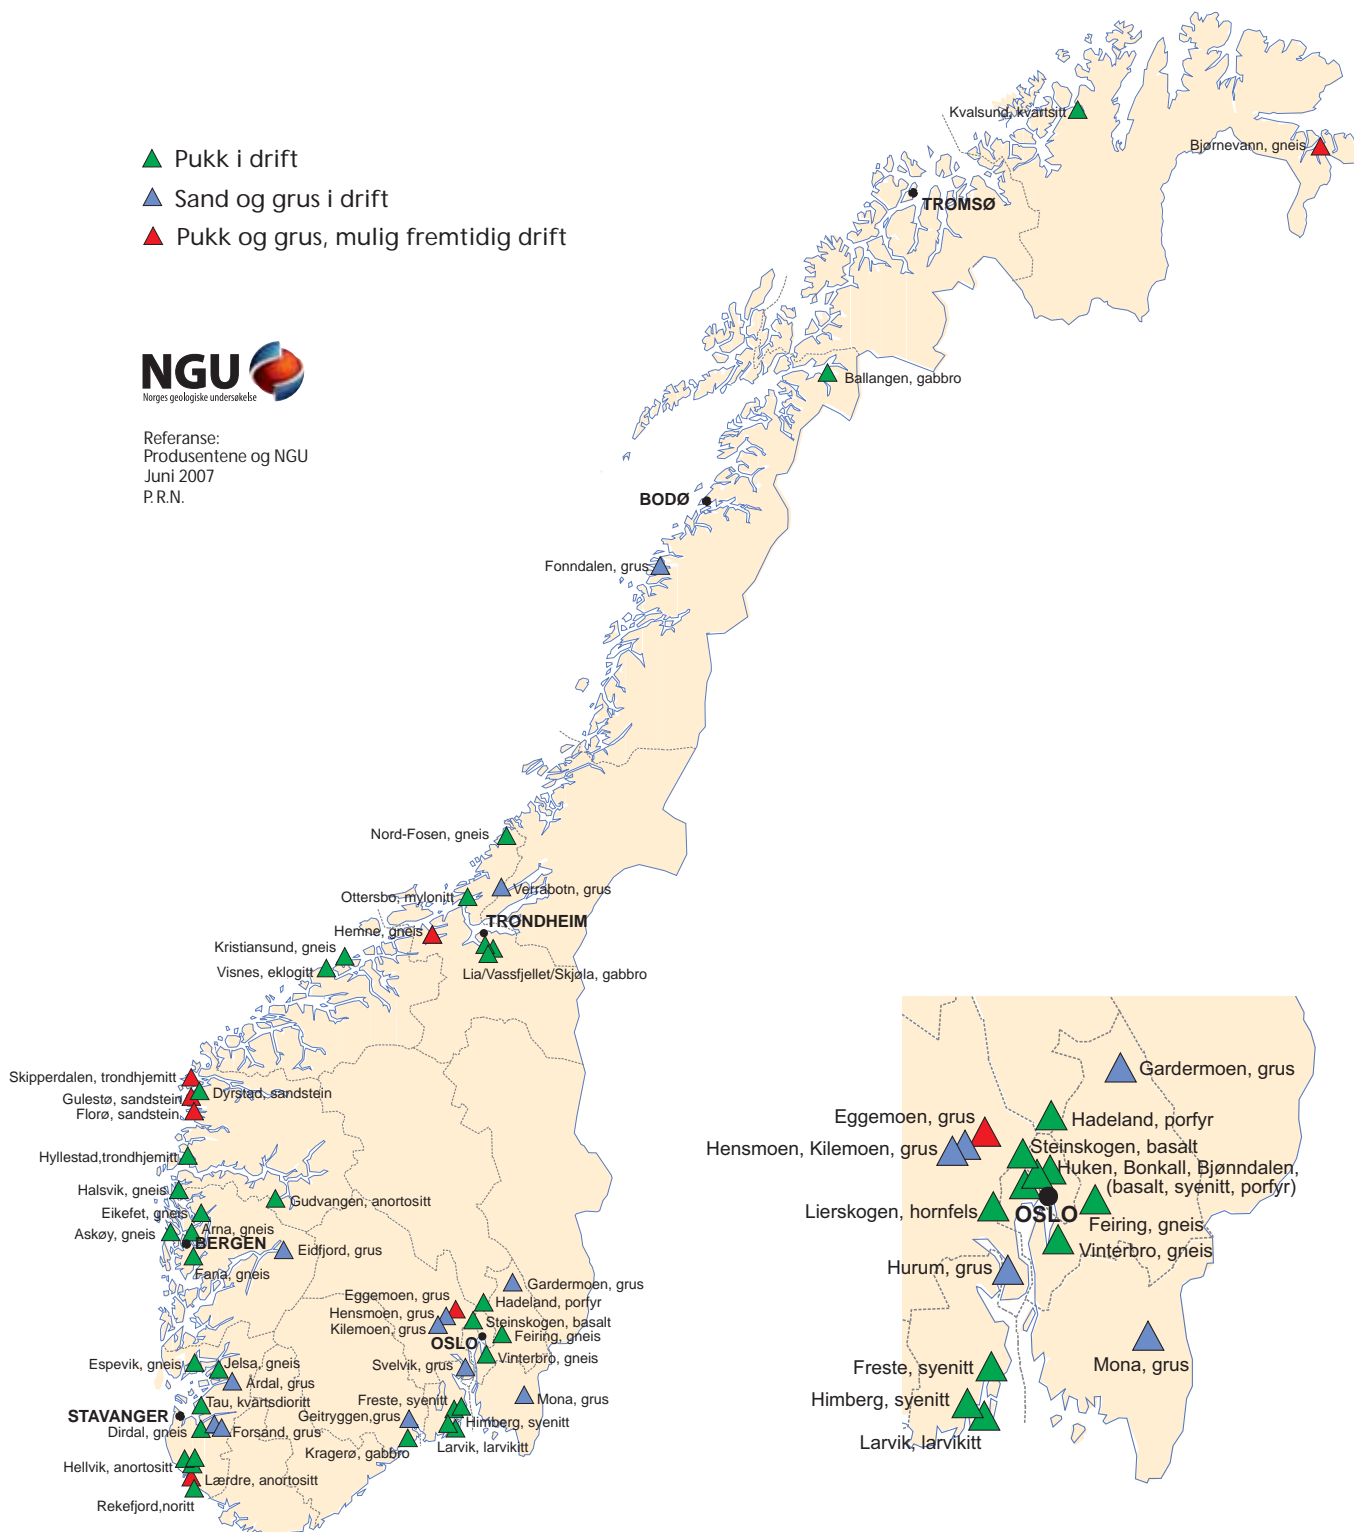 Pukk i drift
Sand og grus i drift
Pukk og grus, mulig fremtidig drift
NGU
Norges geologiske undersøkelse
Referanse:
Produsentene og NGU
Juni 2007
P.R.N.
Kvalsund, kvartsitt
Bjørnevann, gneis
TROMSØ
Ballangen, gabbro
BODØ
Fonndalen, grus
Nord-Fosen, gneis
Verrabotn, grus
Ottersbo, mylonitt
TRONDHEIM
Hemne, gneis
Kristiansund, gneis
Visnes, eklogitt
Lia/Vassfjellet/Skjøla, gabbro
Skipperdalen, trondhjemitt
Dyrstad, sandstein
Gulestø, sandstein
Florø, sandstein
Hyllestad,trondhjemitt
Halsvik, gneis
Gudvangen, anortositt
Eikefet, gneis
Arna, gneis
Askøy, gneis
BERGEN
Eidfjord, grus
Fana, gneis
Gardermoen, grus
Eggemoen, grus
Hadeland, porfyr
Hensmoen, grus
Steinskogen, basalt
Kilemoen, grus
Feiring, gneis
OSLO
Vinterbro, gneis
Espevik, gneis
Jelsa, gneis
Svelvik, grus
Årdal, grus
Mona, grus
Tau, kvartsdioritt
Freste, syenitt
STAVANGER
Geitryggen,grus
Himberg, syenitt
Dirdal, gneis
Forsand, grus
Larvik, larvikitt
Kragerø, gabbro
Hellvik, anortositt
Lærdre, anortositt
Rekefjord,noritt
Gardermoen, grus
Eggemoen, grus
Hadeland, porfyr
Hensmoen, Kilemoen, grus
Steinskogen, basalt
Huken, Bonkall, Bjønndalen,
(basalt, syenitt, porfyr)
Lierskogen, hornfels
OSLO
Feiring, gneis
Vinterbro, gneis
Hurum, grus
Mona, grus
Freste, syenitt
Himberg, syenitt
Larvik, larvikitt